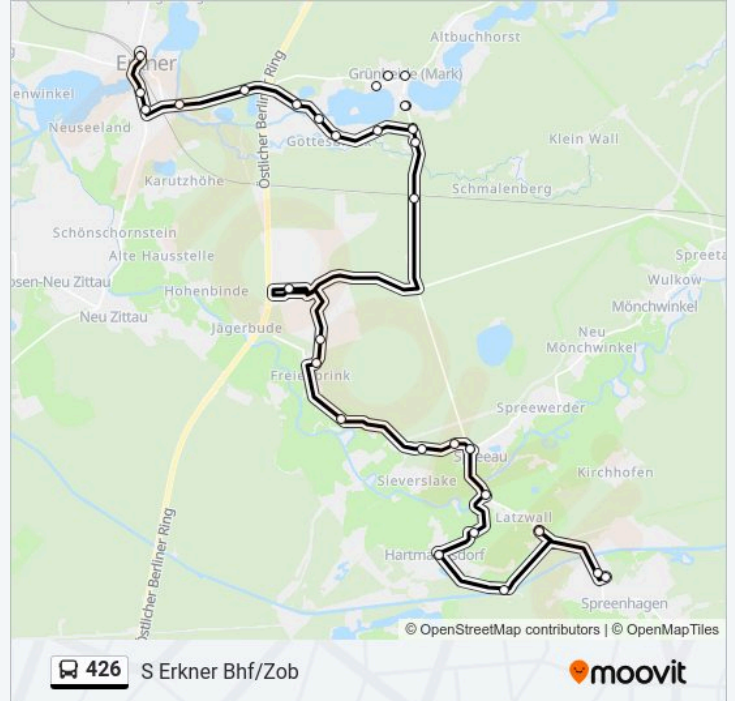 Altbuchhorst
Erkner
Grünheide (Mark)
enwinkel
Neuseeland
Östlicher Berliner Ring
Klein Wall
Karutzhöhe
Schmalenberg
Schönschornstein
Alte Hausstelle
Spreeta
osen-Neu Zittau
Hohenbinde
Wulkow
Mönchwinkel
Neu Zittau
Jägerbude
Neu
Mönchwinkel
Freienbrink
Spreewerder
Spreeau
Kirchhofen
Sieverslake
Latzwall
Östlicher Berliner Ring
Hartmannsdorf
Spreenhagen
© OpenStreetMap contributors | © OpenMapTiles
426 S Erkner Bhf/Zob
moovit